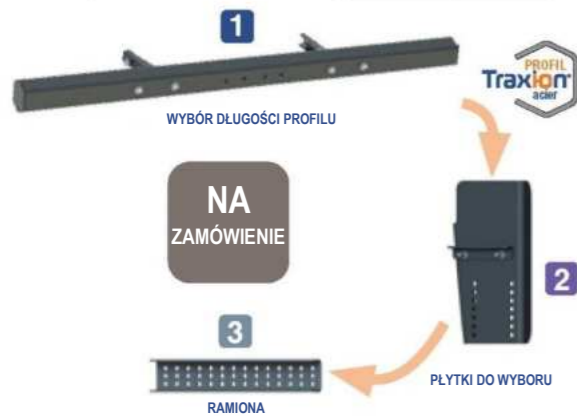 1
PROFIL
Traxion®
acier
WYBÓR DŁUGOŚCI PROFILU
NA
ZAMÓWIENIE
2
3
PŁYTKI DO WYBORU
RAMIONA